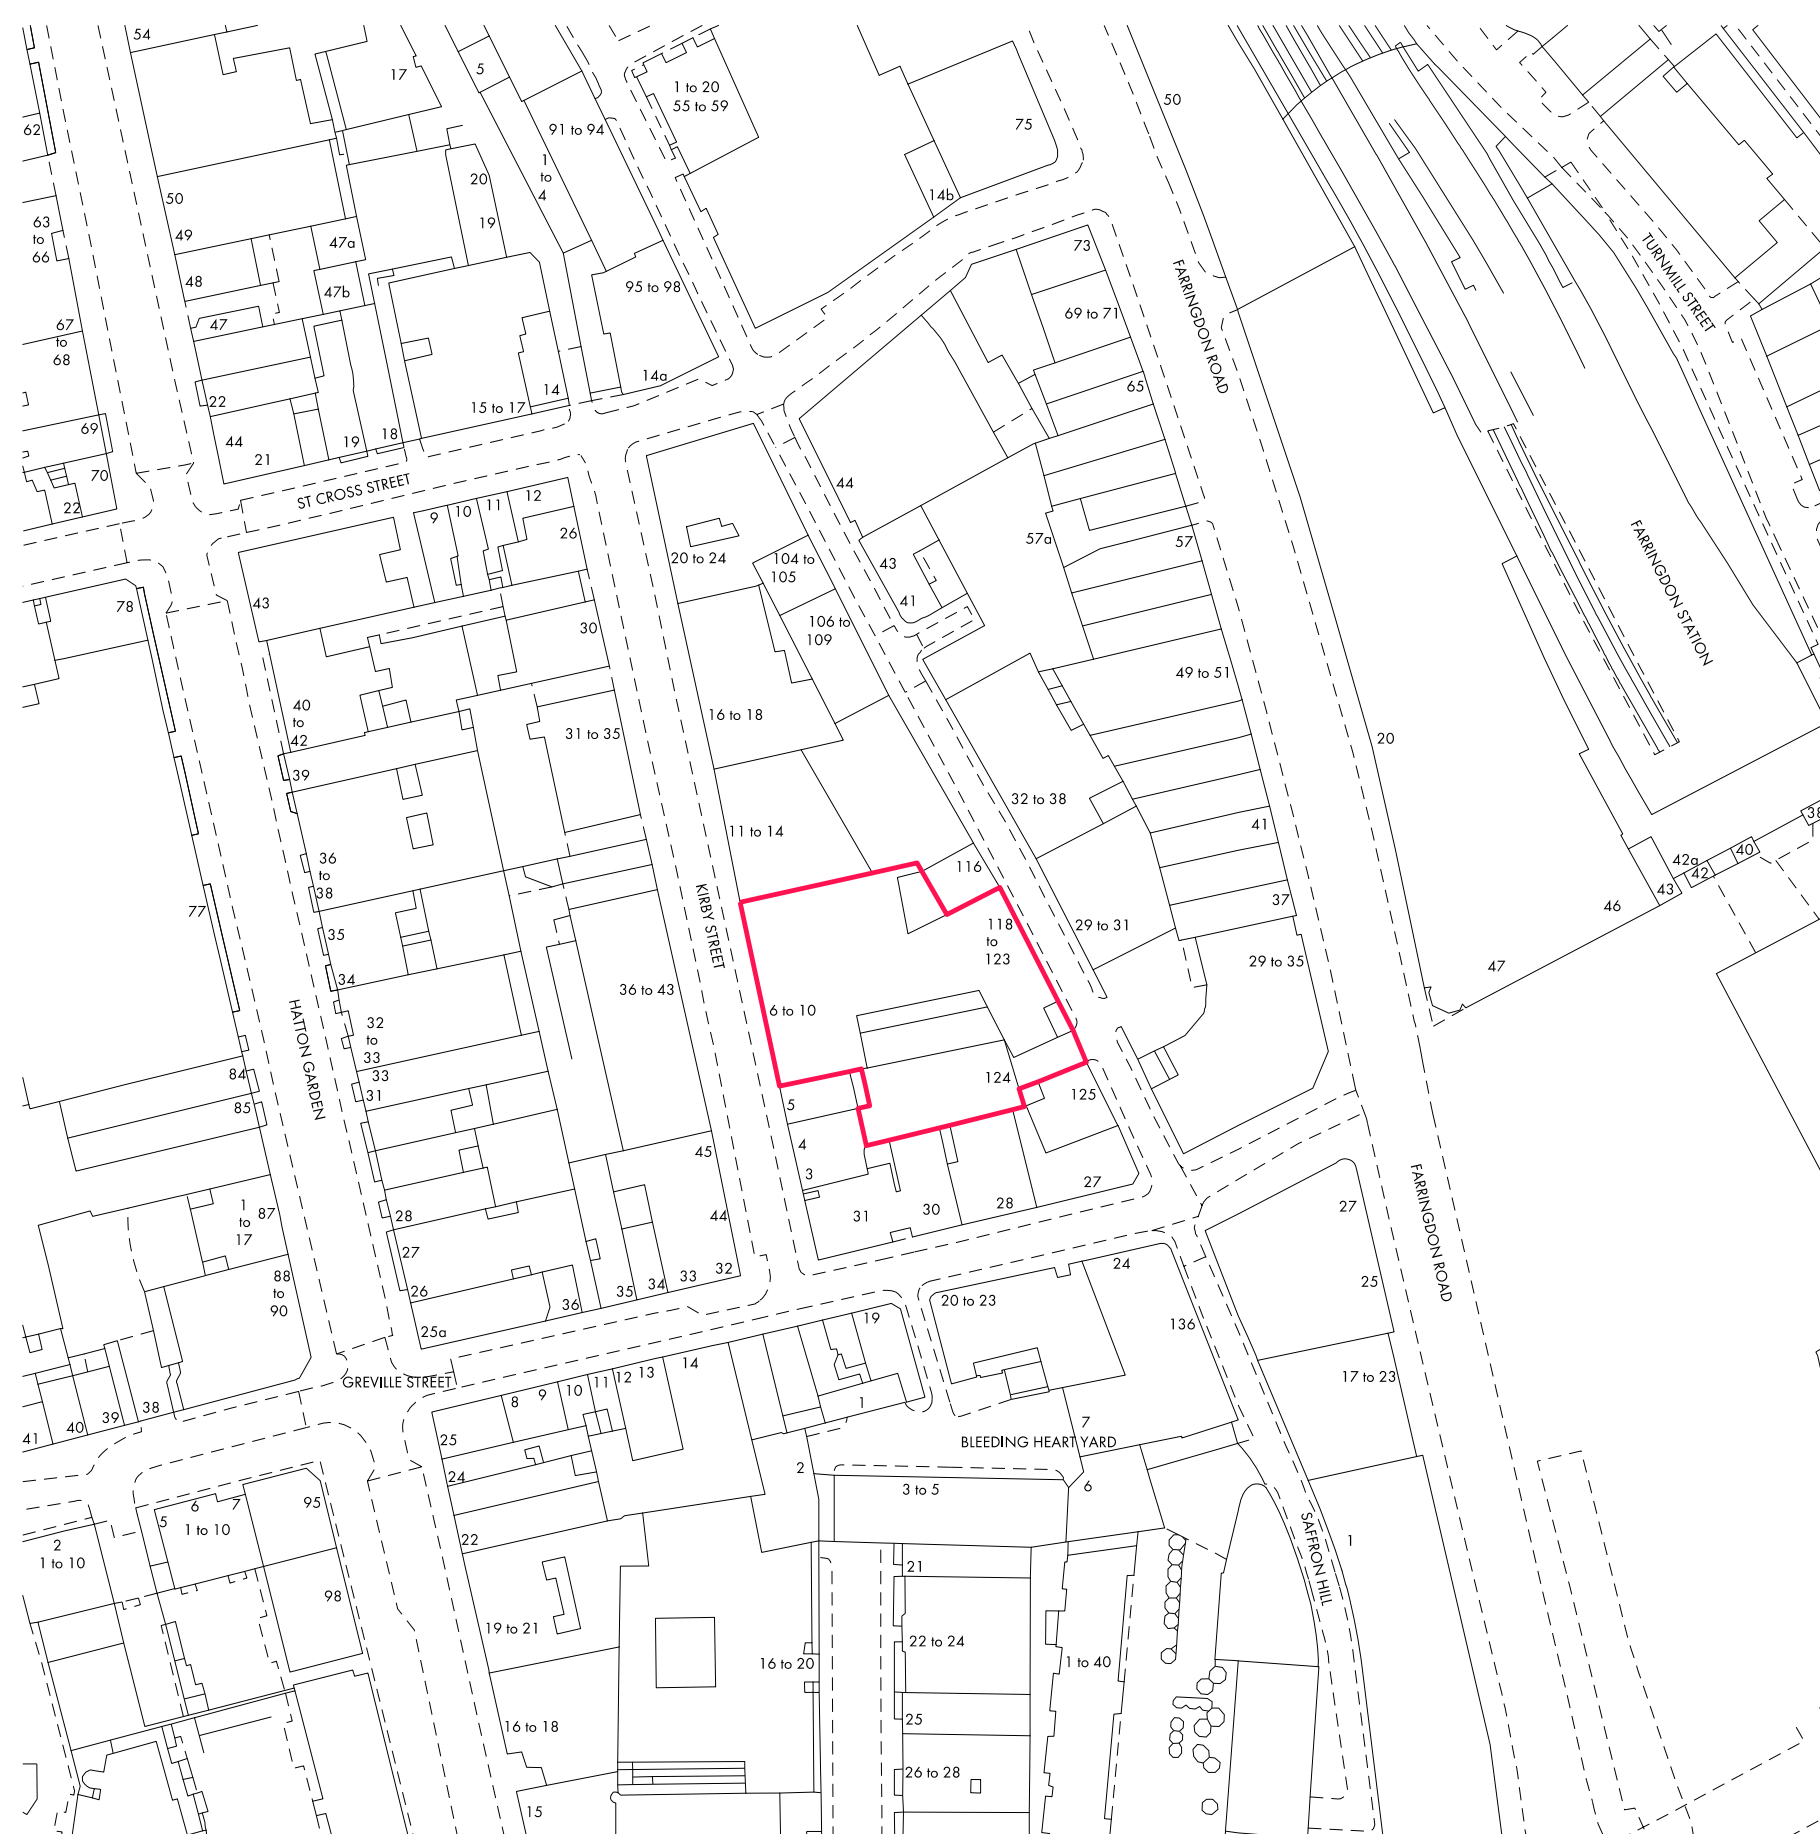 54
17
5
1 to 20
55 to 59
91 to 94
1
to
4
75
50
62
50
20
19
14b
63
to
66
49
47a
48
47b
47
95 to 98
73
69 to 71
FARRINGDON ROAD
TURNMILL STREET
67
to
68
22
14a
14
15 to 17
65
69
44
21
19
18
70
22
ST CROSS STREET
9
10
11
12
26
44
20 to 24
104 to
105
43
41
57a
57
FARRINGDON STATION
78
43
30
106 to
109
49 to 51
40
to
42
31 to 35
16 to 18
20
39
32 to 38
11 to 14
41
38
42a
40
42
43
46
36
to
38
116
37
77
35
34
KIRBY STREET
118
to
123
29 to 31
29 to 35
47
36 to 43
6 to 10
HATTON GARDEN
32
to
33
33
31
84
85
124
125
5
4
3
45
44
27
28
30
31
1
to
17
87
88
to
90
28
27
26
25a
36
35
34
33
32
FARRINGDON ROAD
27
25
24
20 to 23
136
19
17 to 23
GREVILLE STREET
41
40
39
38
8
9
10
11
12
13
14
1
25
24
22
7
BLEEDING HEART YARD
2
3 to 5
6
5
6
7
1 to 10
95
2
1 to 10
98
SAFFRON HILL
1
21
19 to 21
22 to 24
16 to 20
1 to 40
25
16 to 18
26 to 28
15